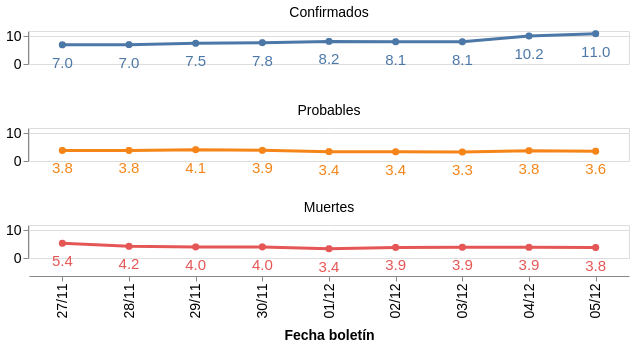 Confirmados
10
0
7.0 7.0 7.5 7.8 8.2 8.1 8.1 10.2 11.0
Probables
10
0
3.8 3.8 4.1 3.9 3.4 3.4 3.3 3.8 3.6
Muertes
10
0
5.4 4.2 4.0 4.0 3.4 3.9 3.9 3.9 3.8
27/11 28/11 29/11 30/11 01/12 02/12 03/12 04/12 05/12
Fecha boletín